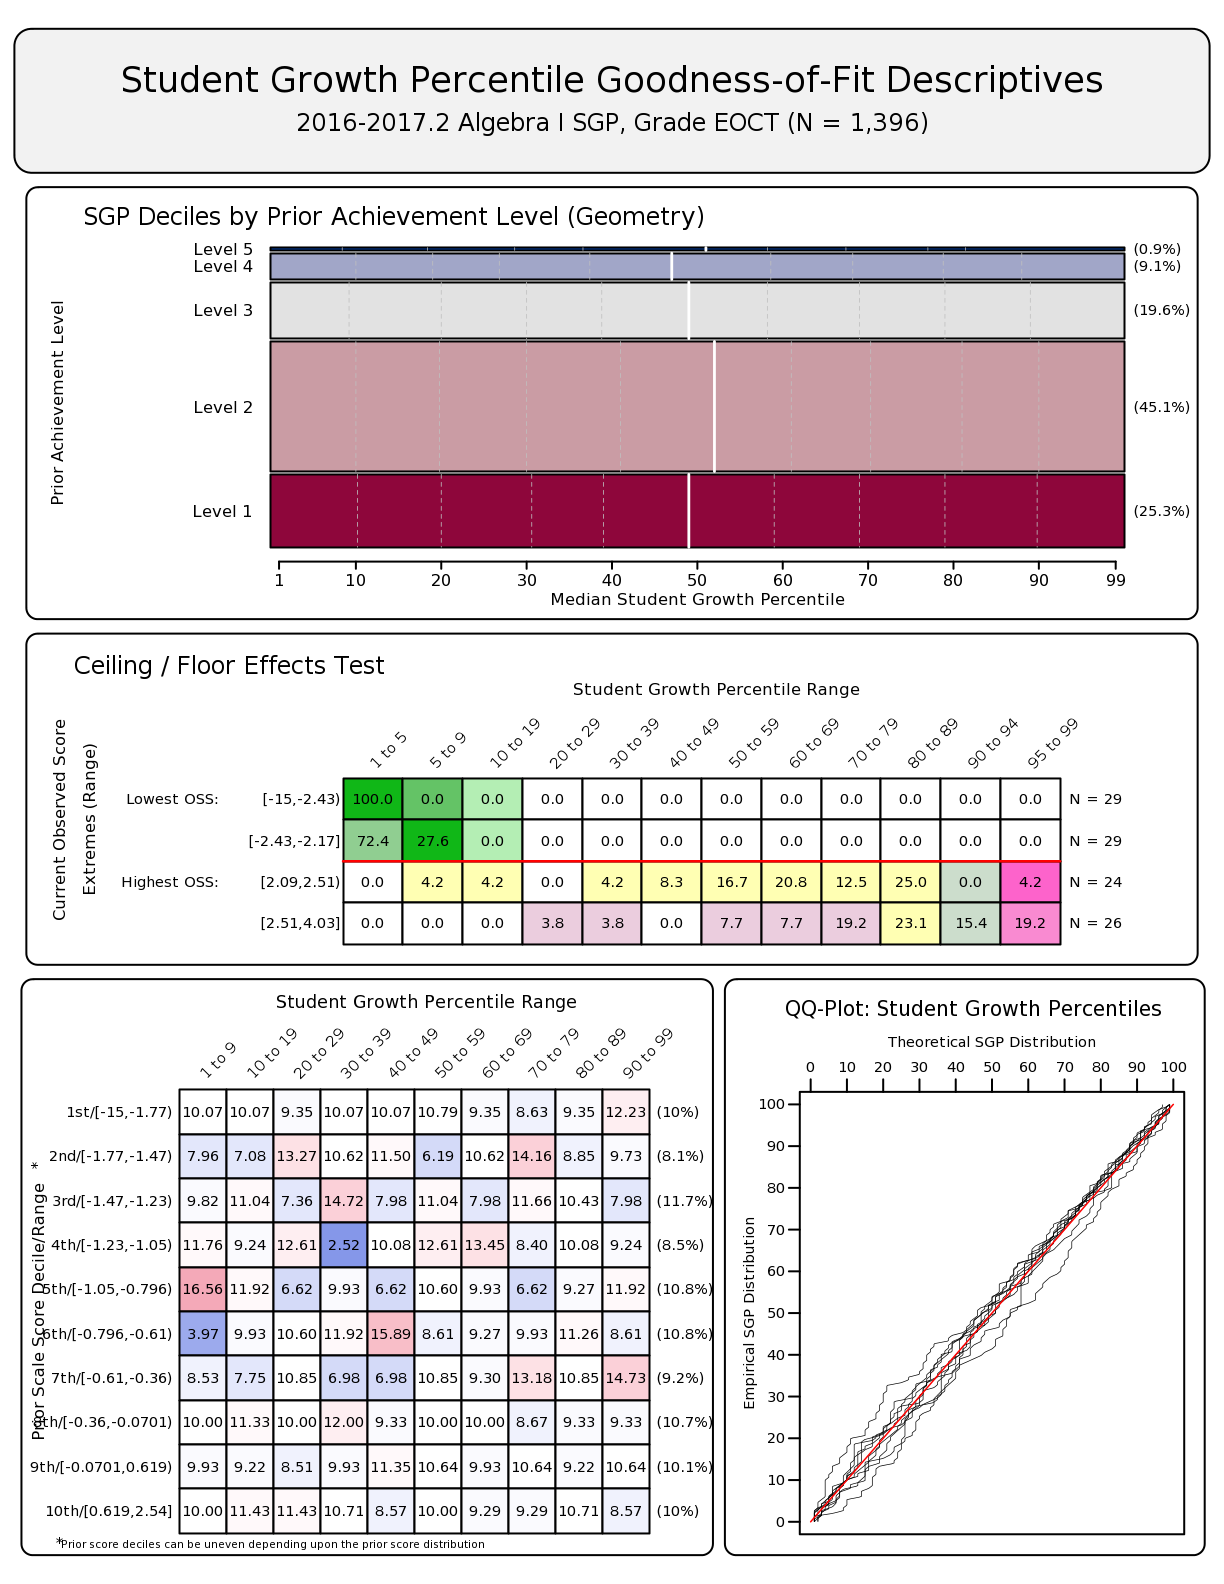 Student Growth Percentile Goodness-of-Fit Descriptives
2016-2017.2 Algebra I SGP, Grade EOCT (N = 1,396)
SGP Deciles by Prior Achievement Level (Geometry)
Prior Achievement Level
Level 5 (0.9%)
Level 4 (9.1%)
Level 3 (19.6%)
Level 2 (45.1%)
Level 1 (25.3%)
1 10 20 30 40 50 60 70 80 90 99
Median Student Growth Percentile
Ceiling / Floor Effects Test
Student Growth Percentile Range
Current Observed Score
Extremes (Range)
1 to 5 5 to 9 10 to 19 20 to 29 30 to 39 40 to 49 50 to 59 60 to 69 70 to 79 80 to 89 90 to 94 95 to 99
Lowest OSS: [-15,-2.43) 100.0 0.0 0.0 0.0 0.0 0.0 0.0 0.0 0.0 0.0 0.0 0.0 N = 29
[-2.43,-2.17] 72.4 27.6 0.0 0.0 0.0 0.0 0.0 0.0 0.0 0.0 0.0 0.0 N = 29
Highest OSS: [2.09,2.51) 0.0 4.2 4.2 0.0 4.2 8.3 16.7 20.8 12.5 25.0 0.0 4.2 N = 24
[2.51,4.03] 0.0 0.0 0.0 3.8 3.8 0.0 7.7 7.7 19.2 23.1 15.4 19.2 N = 26
Student Growth Percentile Range
Prior Scale Score Decile/Range *
1 to 9 10 to 19 20 to 29 30 to 39 40 to 49 50 to 59 60 to 69 70 to 79 80 to 89 90 to 99
1st/[-15,-1.77) 10.07 10.07 9.35 10.07 10.07 10.79 9.35 8.63 9.35 12.23 (10%)
2nd/[-1.77,-1.47) 7.96 7.08 13.27 10.62 11.50 6.19 10.62 14.16 8.85 9.73 (8.1%)
3rd/[-1.47,-1.23) 9.82 11.04 7.36 14.72 7.98 11.04 7.98 11.66 10.43 7.98 (11.7%)
4th/[-1.23,-1.05) 11.76 9.24 12.61 2.52 10.08 12.61 13.45 8.40 10.08 9.24 (8.5%)
5th/[-1.05,-0.796) 16.56 11.92 6.62 9.93 6.62 10.60 9.93 6.62 9.27 11.92 (10.8%)
6th/[-0.796,-0.61) 3.97 9.93 10.60 11.92 15.89 8.61 9.27 9.93 11.26 8.61 (10.8%)
7th/[-0.61,-0.36) 8.53 7.75 10.85 6.98 6.98 10.85 9.30 13.18 10.85 14.73 (9.2%)
8th/[-0.36,-0.0701) 10.00 11.33 10.00 12.00 9.33 10.00 10.00 8.67 9.33 9.33 (10.7%)
9th/[-0.0701,0.619) 9.93 9.22 8.51 9.93 11.35 10.64 9.93 10.64 9.22 10.64 (10.1%)
10th/[0.619,2.54] 10.00 11.43 11.43 10.71 8.57 10.00 9.29 9.29 10.71 8.57 (10%)
*Prior score deciles can be uneven depending upon the prior score distribution
QQ-Plot: Student Growth Percentiles
Theoretical SGP Distribution
0 10 20 30 40 50 60 70 80 90 100
Empirical SGP Distribution
100
90
80
70
60
50
40
30
20
10
0